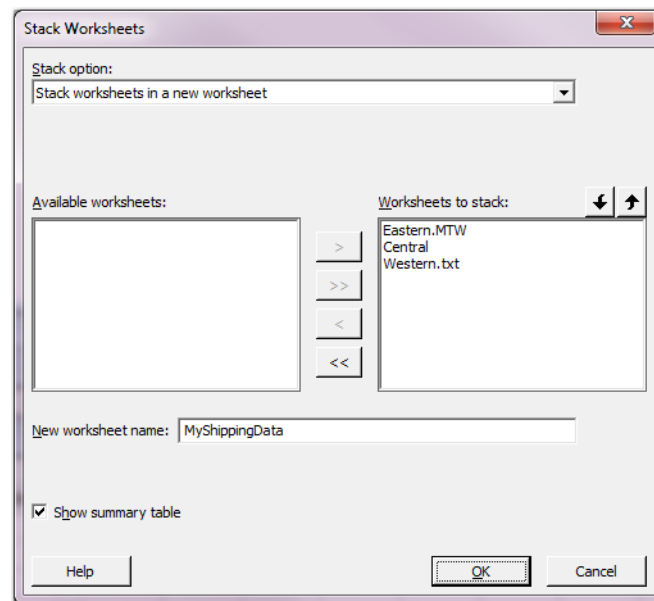 Stack Worksheets
Stack option:
Stack worksheets in a new worksheet
Available worksheets:
Worksheets to stack:
Eastern.MTW
Central
Western.txt
>
>>
<
<<
New worksheet name: MyShippingData
Show summary table
Help OK Cancel